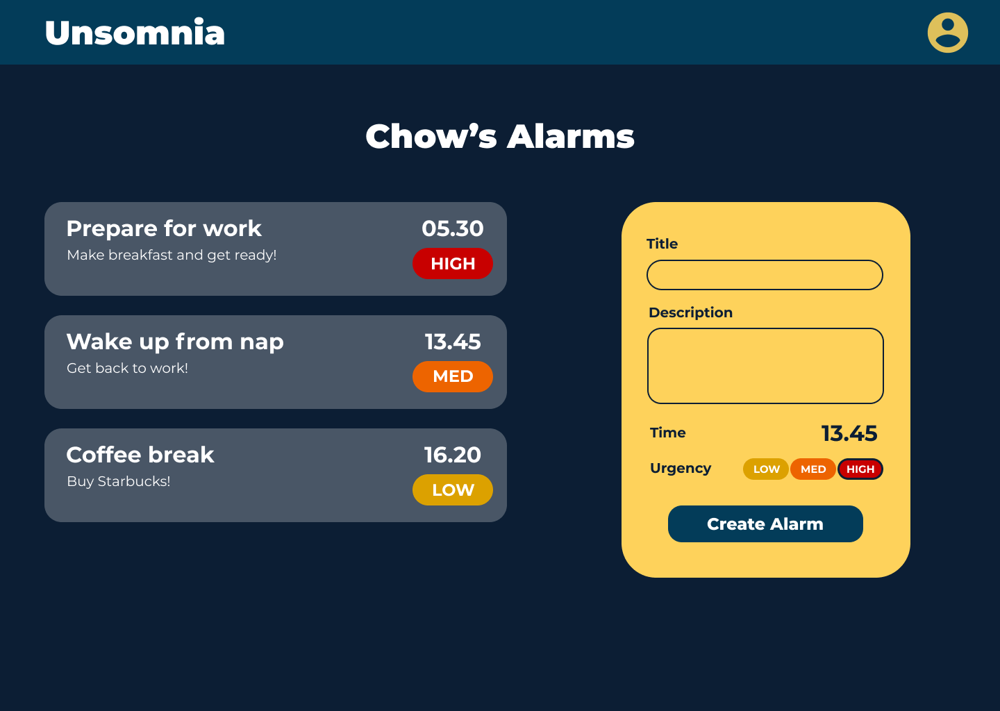 Unsomnia
Chow’s Alarms
Prepare for work
05.30
Make breakfast and get ready!
HIGH
Wake up from nap
13.45
Get back to work!
MED
Coffee break
16.20
Buy Starbucks!
LOW
Title
Description
Time
13.45
Urgency
LOW MED HIGH
Create Alarm